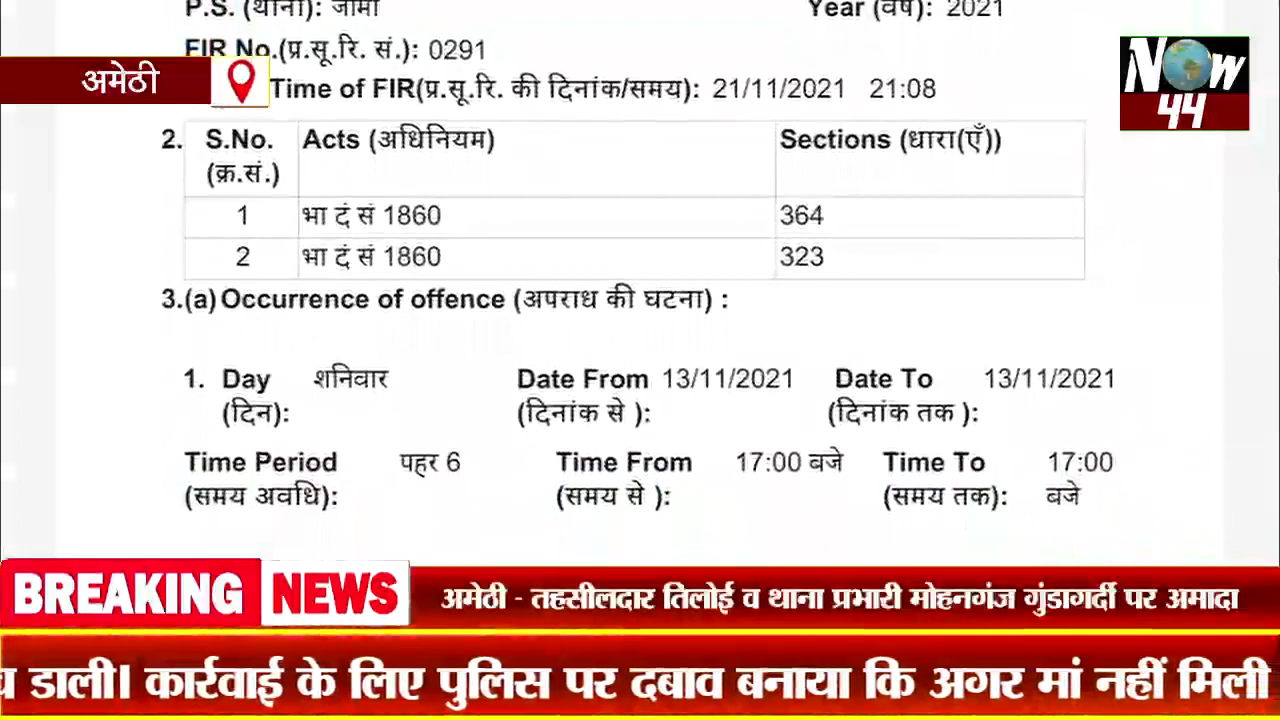 P.S. (थाना): जामो Year (वर्ष): 2021
FIR No.(प्र.सू.रि. सं.): 0291
अमेठी
Time of FIR(प्र.सू.रि. की दिनांक/समय): 21/11/2021 21:08
NOW
44
2. S.No. Acts (अधिनियम) Sections (धारा(एँ))
(क्र.सं.)
1 भा दं सं 1860 364
2 भा दं सं 1860 323
3.(a) Occurrence of offence (अपराध की घटना) :
1. Day शनिवार Date From 13/11/2021 Date To 13/11/2021
(दिन): (दिनांक से ): (दिनांक तक ):
Time Period पहर 6 Time From 17:00 बजे Time To 17:00
(समय अवधि): (समय से ): (समय तक): बजे
BREAKING NEWS
अमेठी - तहसीलदार तिलोई व थाना प्रभारी मोहनगंज गुंडागर्दी पर अमादा
डाली। कार्रवाई के लिए पुलिस पर दबाव बनाया कि अगर मां नहीं मिली